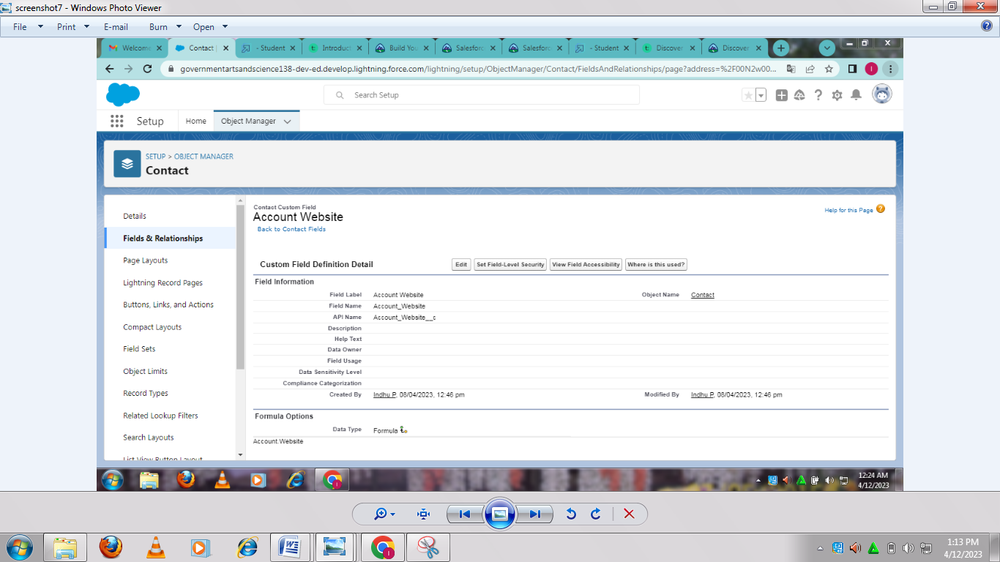 screenshot7 - Windows Photo Viewer
File Print E-mail Burn Open
Welcome Contact | - Student Introduct Build You Salesforc Salesforc - Student Discover Discover
governmentartsandscience138-dev-ed.develop.lightning.force.com/lightning/setup/ObjectManager/Contact/FieldsAndRelationships/page?address=%2F00N2w00...
Search Setup
Setup Home Object Manager
SETUP > OBJECT MANAGER
Contact
Details
Fields & Relationships
Page Layouts
Lightning Record Pages
Buttons, Links, and Actions
Compact Layouts
Field Sets
Object Limits
Record Types
Related Lookup Filters
Search Layouts
List View Button Layout
Contact Custom Field
Account Website
Help for this Page
Back to Contact Fields
Custom Field Definition Detail Edit Set Field-Level Security View Field Accessibility Where is this used?
Field Information
Field Label Account Website Object Name Contact
Field Name Account_Website
API Name Account_Website__c
Description
Help Text
Data Owner
Field Usage
Data Sensitivity Level
Compliance Categorization
Created By Indhu P, 08/04/2023, 12:46 pm Modified By Indhu P, 08/04/2023, 12:46 pm
Formula Options
Data Type Formula
Account.Website
12:24 AM
4/12/2023
1:13 PM
4/12/2023